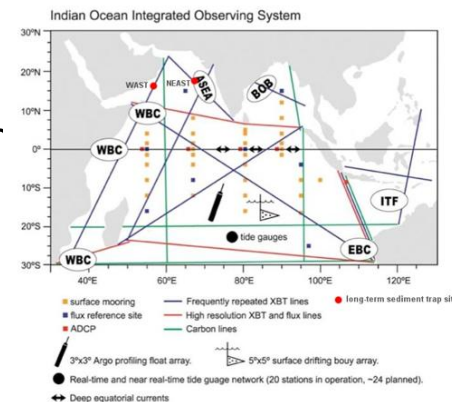 Indian Ocean Integrated Observing System
30°N
20°N
10°N
0°
10°S
20°S
30°S
WAST
NEAST
ASEA
BOB
WBC
WBC
WBC
ITF
EBC
tide gauges
40°E
60°E
80°E
100°E
120°E
surface mooring
flux reference site
ADCP
Frequently repeated XBT lines
High resolution XBT and flux lines
Carbon lines
long-term sediment trap sit
3°x3° Argo profiling float array.
5°x5° surface drifting bouy array.
Real-time and near real-time tide guage network (20 stations in operation, ~24 planned).
Deep equatorial currents